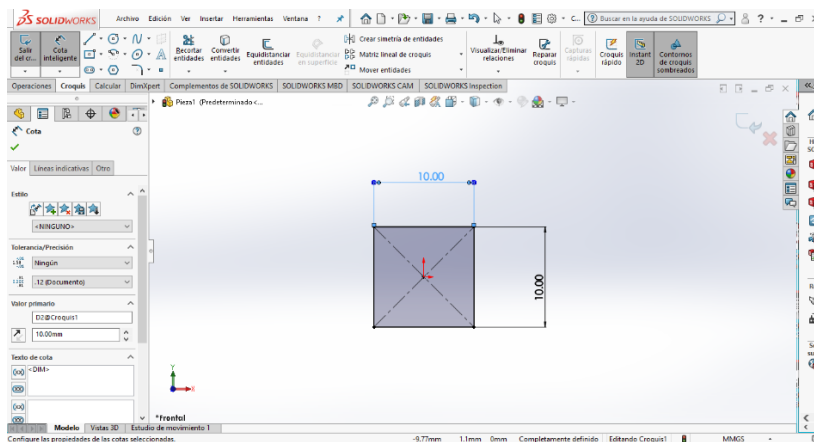 SOLIDWORKS Archivo Edición Ver Insertar Herramientas Ventana ? C... Buscar en la ayuda de SOLIDWORKS
Salir del cr...
Cota inteligente
Recortar entidades
Convertir entidades
Equidistanciar entidades
Equidistanciar en superficie
Crear simetría de entidades
Matriz lineal de croquis
Mover entidades
Visualizar/Eliminar relaciones
Reparar croquis
Capturas rápidas
Croquis rápido
Instant 2D
Contornos de croquis sombreados
Operaciones Croquis Calcular DimXpert Complementos de SOLIDWORKS SOLIDWORKS MBD SOLIDWORKS CAM SOLIDWORKS Inspection
Pieza1 (Predeterminado <...
Cota
Valor Líneas indicativas Otro
Estilo
<NINGUNO>
Tolerancia/Precisión
Ningún
.12 (Documento)
Valor primario
D2@Croquis1
10.00mm
Texto de cota
<DIM>
10.00
10.00
Y
X
*Frontal
Modelo Vistas 3D Estudio de movimiento 1
Configure las propiedades de las cotas seleccionadas. -9.77mm 1.1mm 0mm Completamente definido Editando Croquis1 MMGS